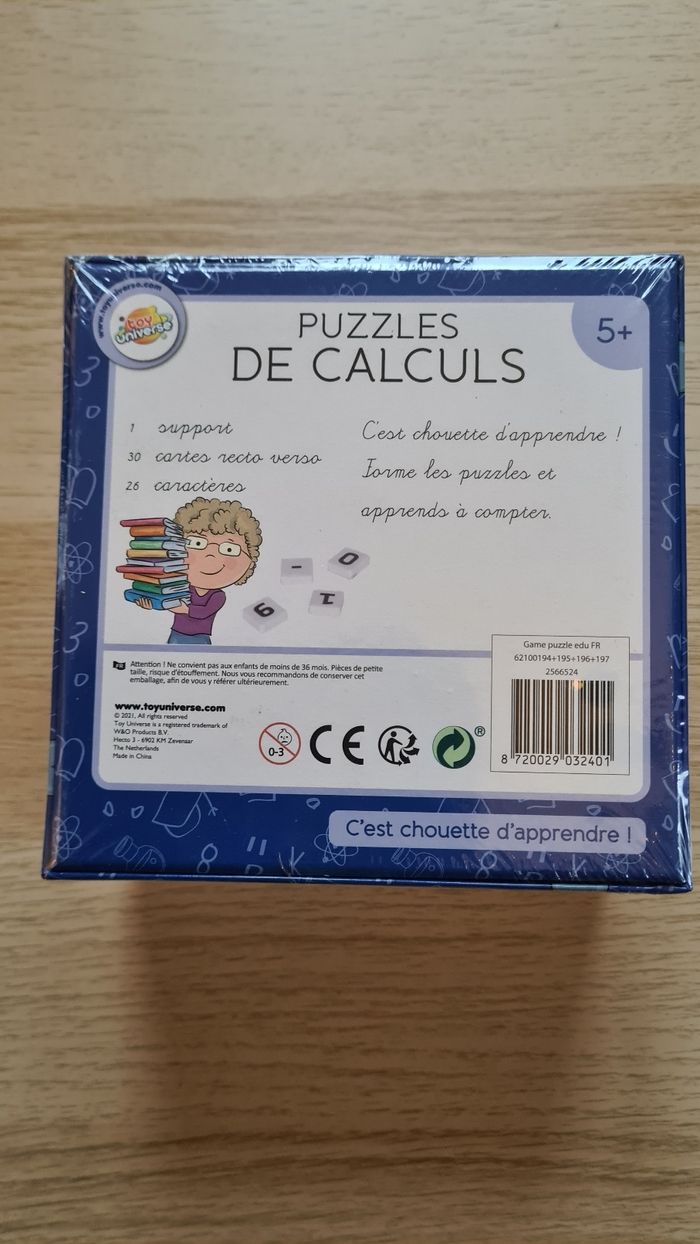 www.toyuniverse.com
toy
universe
PUZZLES
DE CALCULS
5+
1 support
30 cartes recto verso
26 caractères
C'est chouette d'apprendre !
Forme les puzzles et
apprends à compter.
- 0
6 1
FR
Attention ! Ne convient pas aux enfants de moins de 36 mois. Pièces de petite
taille, risque d'étouffement. Nous vous recommandons de conserver cet
emballage, afin de vous y référer ultérieurement.
www.toyuniverse.com
© 2021, All rights reserved
Toy Universe is a registered trademark of
W&O Products B.V.
Hecto 3 - 6902 KM Zevenaar
The Netherlands
Made in China
0-3
CE
®
Game puzzle edu FR
62100194+195+196+197
2566524
8 720029 032401
C'est chouette d'apprendre !